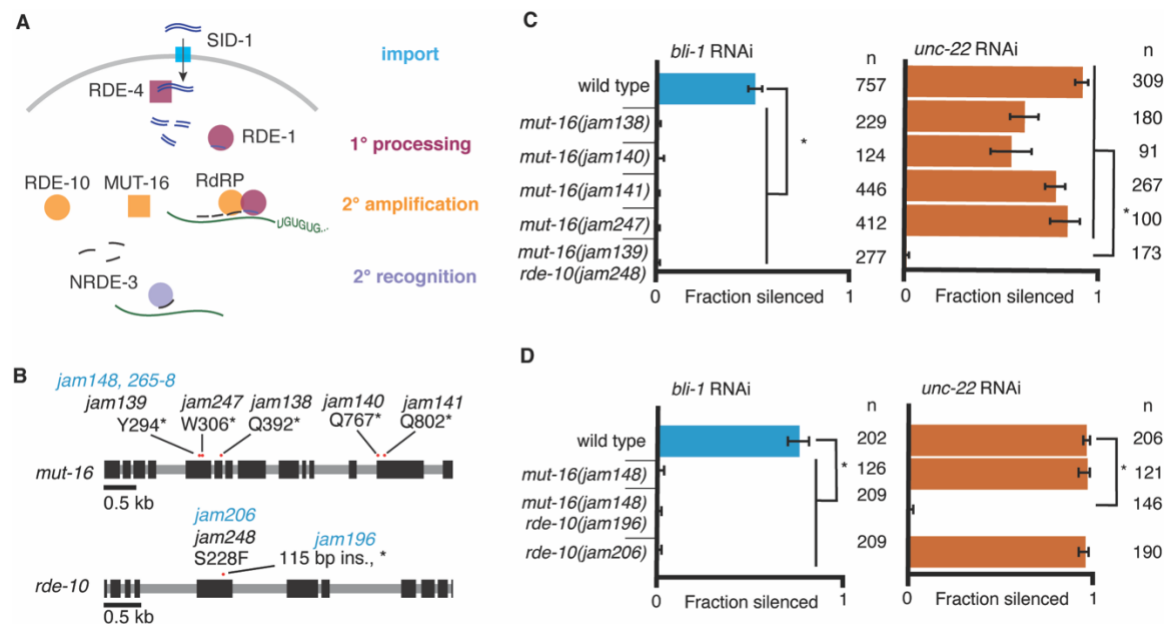 A
SID-1
import
RDE-4
RDE-1
1° processing
RDE-10 MUT-16 RdRP
2° amplification
UGUGUG...
NRDE-3
2° recognition
B
jam148, 265-8
jam139 jam247 jam138 jam140 jam141
Y294* W306* Q392* Q767* Q802*
mut-16
0.5 kb
jam206
jam248 jam196
S228F 115 bp ins., *
rde-10
0.5 kb
C
bli-1 RNAi
n
wild type 757
mut-16(jam138) 229
mut-16(jam140) 124
mut-16(jam141) 446
mut-16(jam247) 412
mut-16(jam139)
rde-10(jam248) 277
*
0 Fraction silenced 1
unc-22 RNAi
n
309
180
91
267
* 100
173
0 Fraction silenced 1
D
bli-1 RNAi
n
wild type 202
mut-16(jam148) * 126
mut-16(jam148) 209
rde-10(jam196)
rde-10(jam206) 209
0 Fraction silenced 1
unc-22 RNAi
n
206
* 121
146
190
0 Fraction silenced 1